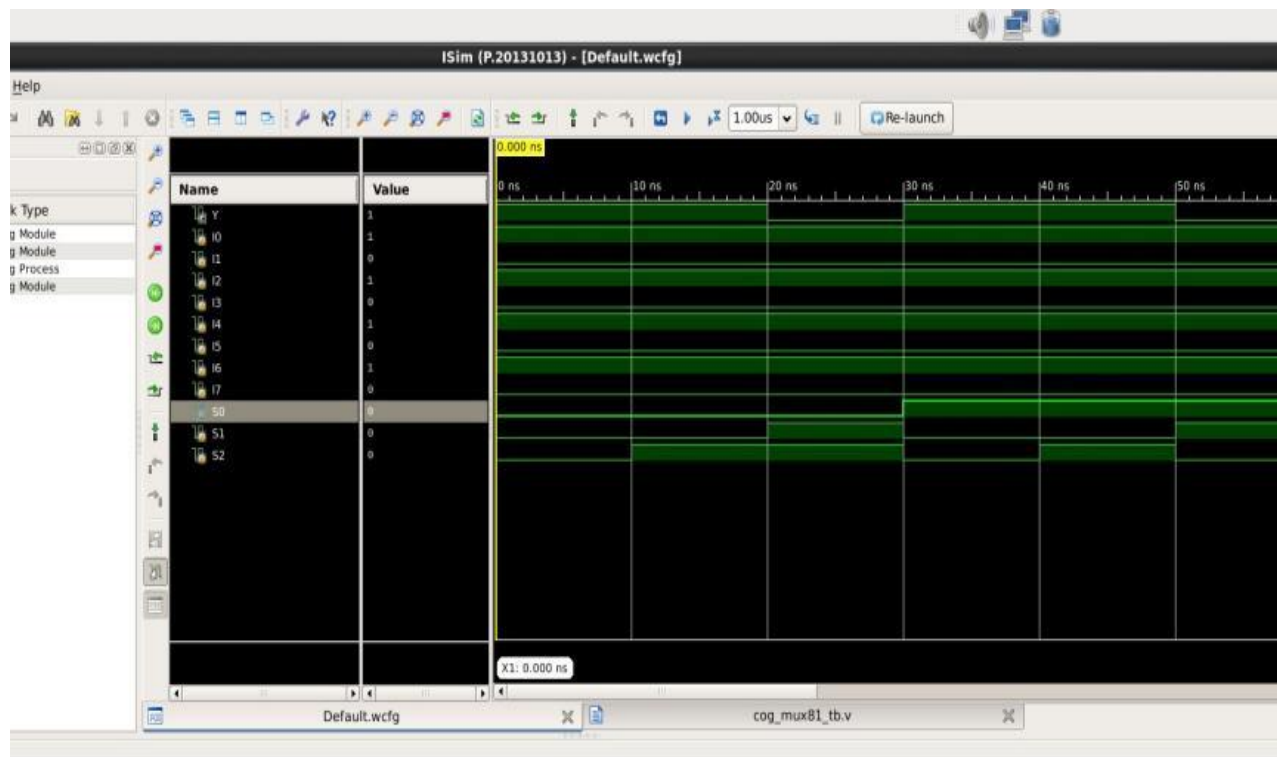 ISim (P.20131013) - [Default.wcfg]
Help
1.00us Re-launch
0.000 ns
Name Value 0 ns 10 ns 20 ns 30 ns 40 ns 50 ns
k Type
g Module
g Module
g Process
g Module
Y 1
I0 1
I1 0
I2 1
I3 0
I4 1
I5 0
I6 1
I7 0
S0 0
S1 0
S2 0
X1: 0.000 ns
Default.wcfg cog_mux81_tb.v